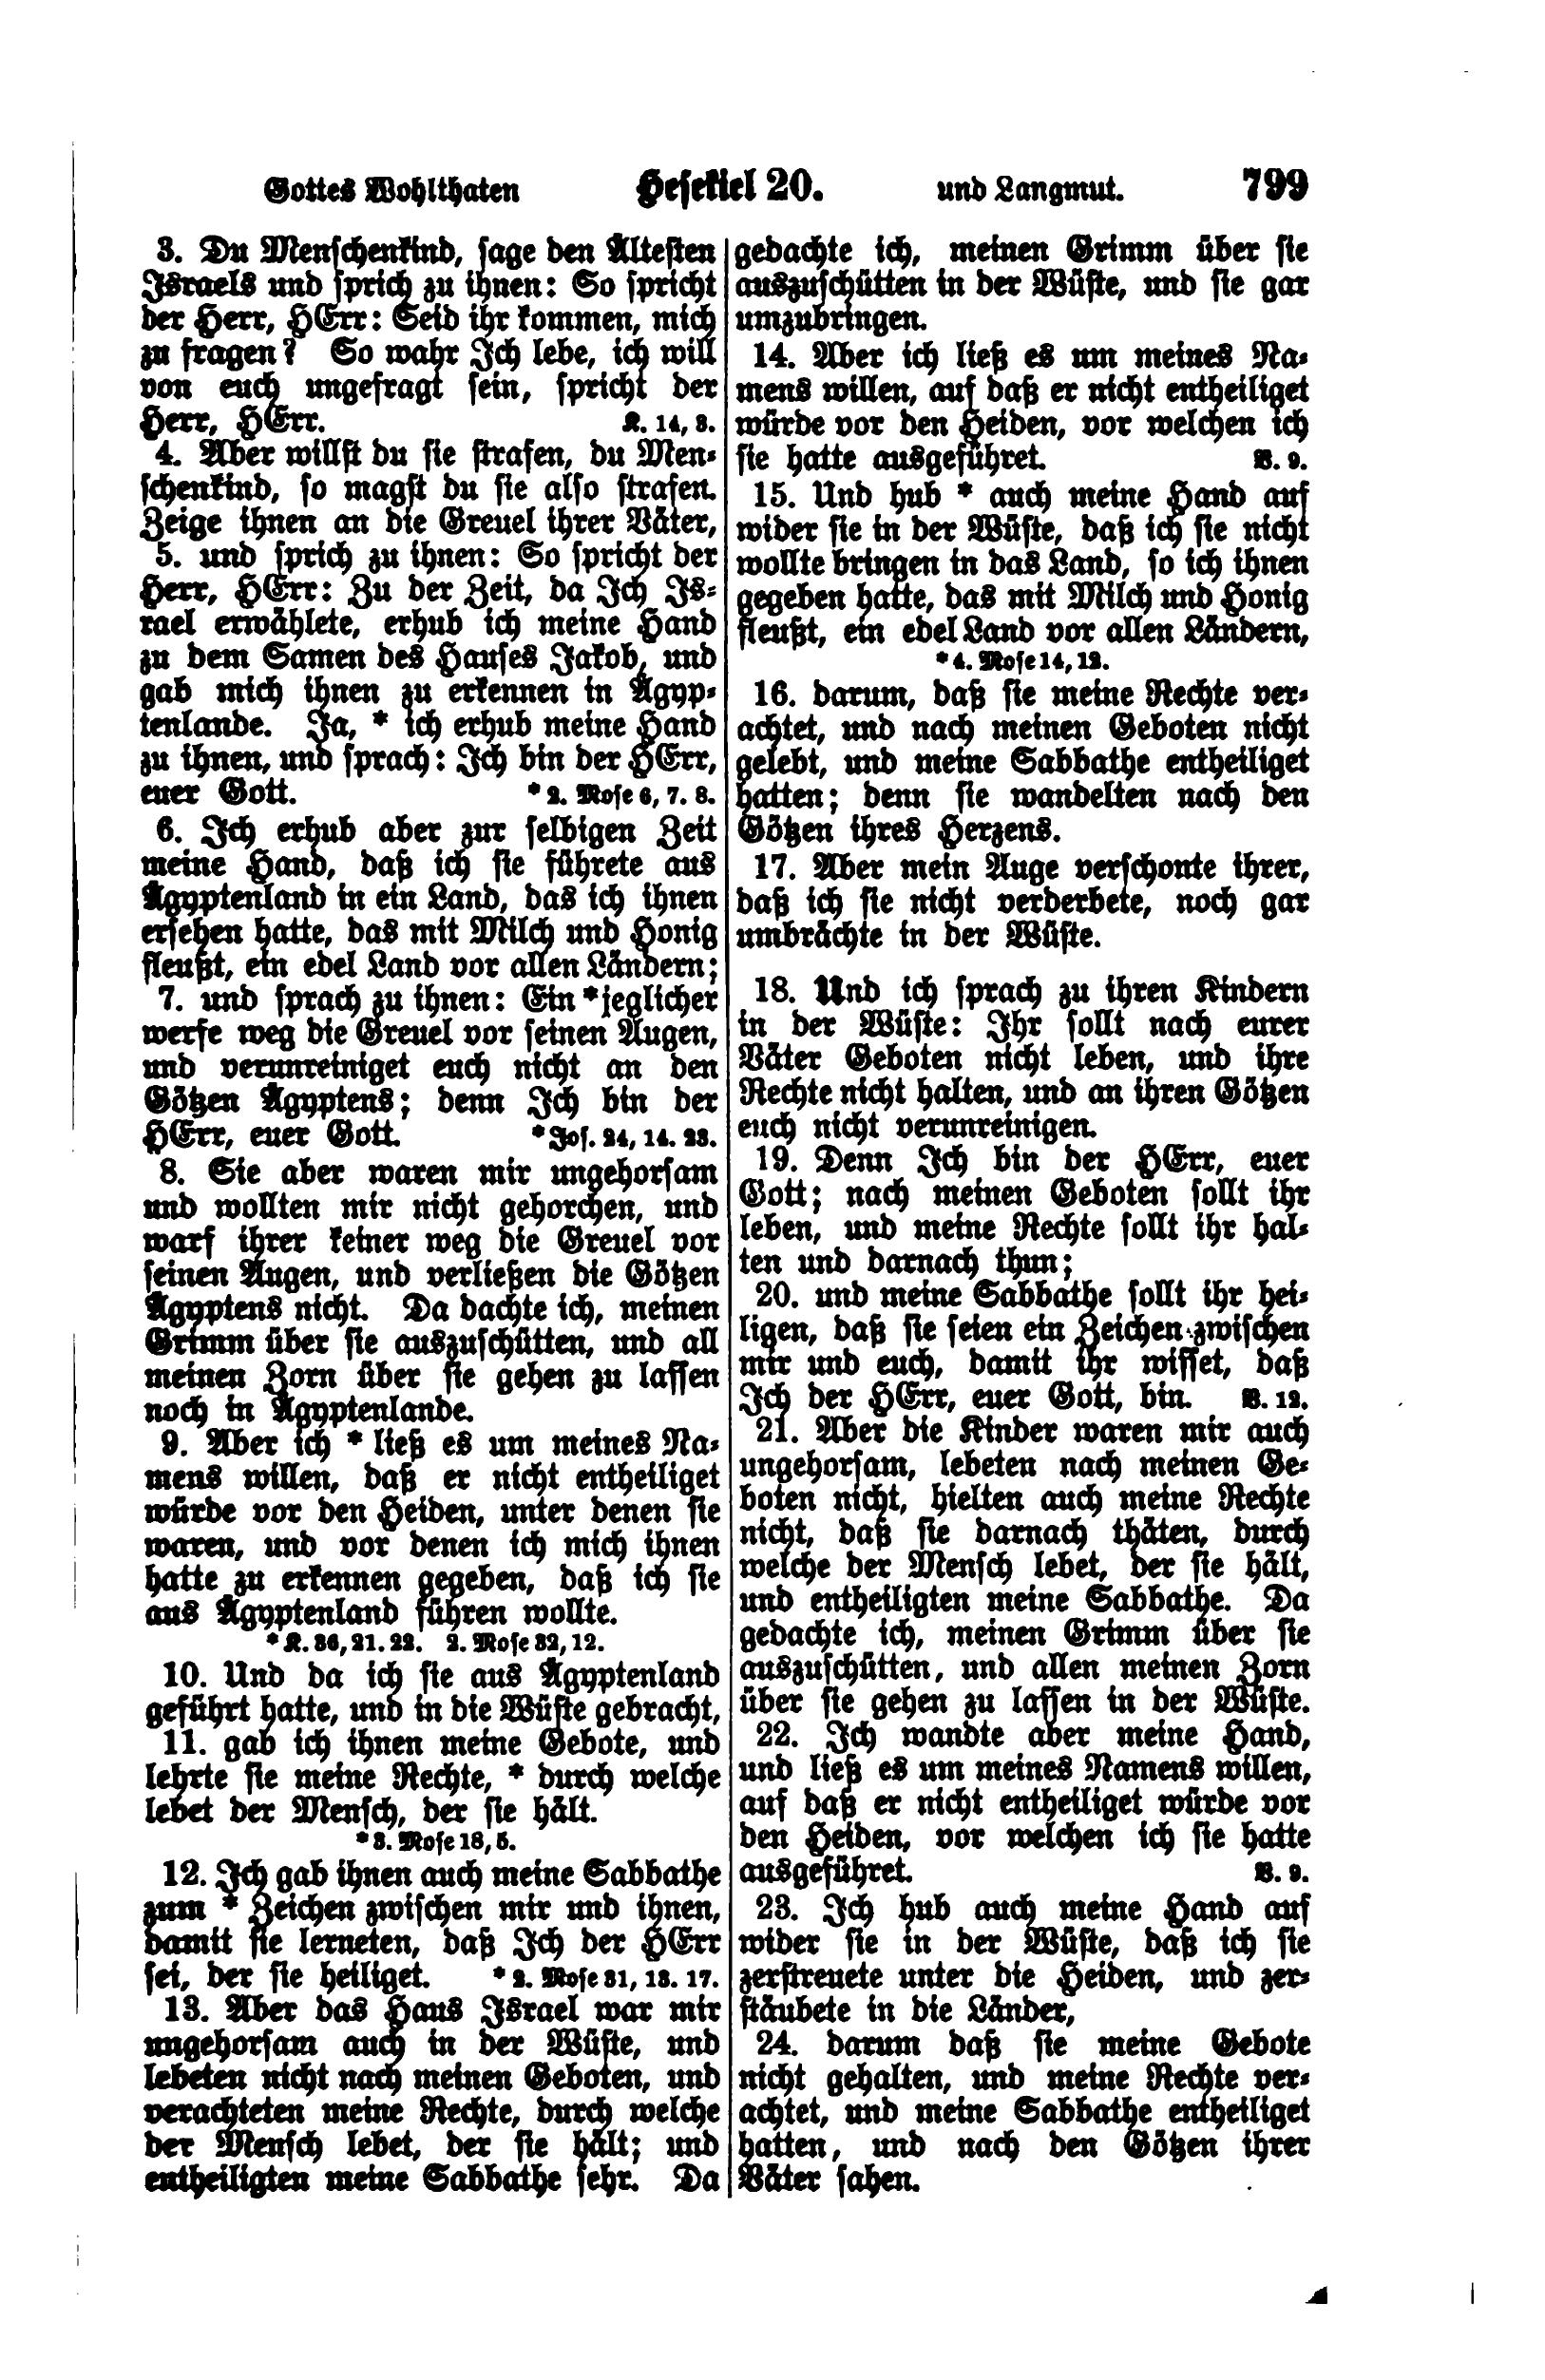 Gottes Wohlthaten Hesekiel 20. und Langmut. 799
3. Du Menschenkind, sage den Ältesten
Israels und sprich zu ihnen: So spricht
der Herr, HErr: Seid ihr kommen, mich
zu fragen? So wahr Ich lebe, ich will
von euch ungefragt sein, spricht der
Herr, HErr. K. 14, 3.
4. Aber willst du sie strafen, du Men-
schenkind, so magst du sie also strafen.
Zeige ihnen an die Greuel ihrer Väter,
5. und sprich zu ihnen: So spricht der
Herr, HErr: Zu der Zeit, da Ich Is-
rael erwählete, erhub ich meine Hand
zu dem Samen des Hauses Jakob, und
gab mich ihnen zu erkennen in Ägyp-
tenlande. Ja, * ich erhub meine Hand
zu ihnen, und sprach: Ich bin der HErr,
euer Gott. * 2. Mose 6, 7. 8.
6. Ich erhub aber zur selbigen Zeit
meine Hand, daß ich sie führete aus
Ägyptenland in ein Land, das ich ihnen
ersehen hatte, das mit Milch und Honig
fleußt, ein edel Land vor allen Ländern;
7. und sprach zu ihnen: Ein *jeglicher
werfe weg die Greuel vor seinen Augen,
und verunreiniget euch nicht an den
Götzen Ägyptens; denn Ich bin der
HErr, euer Gott. * Jos. 24, 14. 23.
8. Sie aber waren mir ungehorsam
und wollten mir nicht gehorchen, und
warf ihrer keiner weg die Greuel vor
seinen Augen, und verließen die Götzen
Ägyptens nicht. Da dachte ich, meinen
Grimm über sie auszuschütten, und all
meinen Zorn über sie gehen zu lassen
noch in Ägyptenlande.
9. Aber ich * ließ es um meines Na-
mens willen, daß er nicht entheiliget
würde vor den Heiden, unter denen sie
waren, und vor denen ich mich ihnen
hatte zu erkennen gegeben, daß ich sie
aus Ägyptenland führen wollte.
* K. 36, 21. 22. 2. Mose 32, 12.
10. Und da ich sie aus Ägyptenland
geführt hatte, und in die Wüste gebracht,
11. gab ich ihnen meine Gebote, und
lehrte sie meine Rechte, * durch welche
lebet der Mensch, der sie hält.
* 3. Mose 18, 5.
12. Ich gab ihnen auch meine Sabbathe
zum * Zeichen zwischen mir und ihnen,
damit sie lerneten, daß Ich der HErr
sei, der sie heiliget. * 2. Mose 31, 13. 17.
13. Aber das Haus Israel war mir
ungehorsam auch in der Wüste, und
lebeten nicht nach meinen Geboten, und
verachteten meine Rechte, durch welche
der Mensch lebet, der sie hält; und
entheiligten meine Sabbathe sehr. Da
gedachte ich, meinen Grimm über sie
auszuschütten in der Wüste, und sie gar
umzubringen.
14. Aber ich ließ es um meines Na-
mens willen, auf daß er nicht entheiliget
würde vor den Heiden, vor welchen ich
sie hatte ausgeführet. V. 9.
15. Und hub * auch meine Hand auf
wider sie in der Wüste, daß ich sie nicht
wollte bringen in das Land, so ich ihnen
gegeben hatte, das mit Milch und Honig
fleußt, ein edel Land vor allen Ländern,
* 4. Mose 14, 12.
16. darum, daß sie meine Rechte ver-
achtet, und nach meinen Geboten nicht
gelebt, und meine Sabbathe entheiliget
hatten; denn sie wandelten nach den
Götzen ihres Herzens.
17. Aber mein Auge verschonte ihrer,
daß ich sie nicht verderbete, noch gar
umbrächte in der Wüste.
18. Und ich sprach zu ihren Kindern
in der Wüste: Ihr sollt nach eurer
Väter Geboten nicht leben, und ihre
Rechte nicht halten, und an ihren Götzen
euch nicht verunreinigen.
19. Denn Ich bin der HErr, euer
Gott; nach meinen Geboten sollt ihr
leben, und meine Rechte sollt ihr hal-
ten und darnach thun;
20. und meine Sabbathe sollt ihr hei-
ligen, daß sie seien ein Zeichen zwischen
mir und euch, damit ihr wisset, daß
Ich der HErr, euer Gott, bin. V. 12.
21. Aber die Kinder waren mir auch
ungehorsam, lebeten nach meinen Ge-
boten nicht, hielten auch meine Rechte
nicht, daß sie darnach thäten, durch
welche der Mensch lebet, der sie hält,
und entheiligten meine Sabbathe. Da
gedachte ich, meinen Grimm über sie
auszuschütten, und allen meinen Zorn
über sie gehen zu lassen in der Wüste.
22. Ich wandte aber meine Hand,
und ließ es um meines Namens willen,
auf daß er nicht entheiliget würde vor
den Heiden, vor welchen ich sie hatte
ausgeführet. V. 9.
23. Ich hub auch meine Hand auf
wider sie in der Wüste, daß ich sie
zerstreuete unter die Heiden, und zer-
stäubete in die Länder,
24. darum daß sie meine Gebote
nicht gehalten, und meine Rechte ver-
achtet, und meine Sabbathe entheiliget
hatten, und nach den Götzen ihrer
Väter sahen.